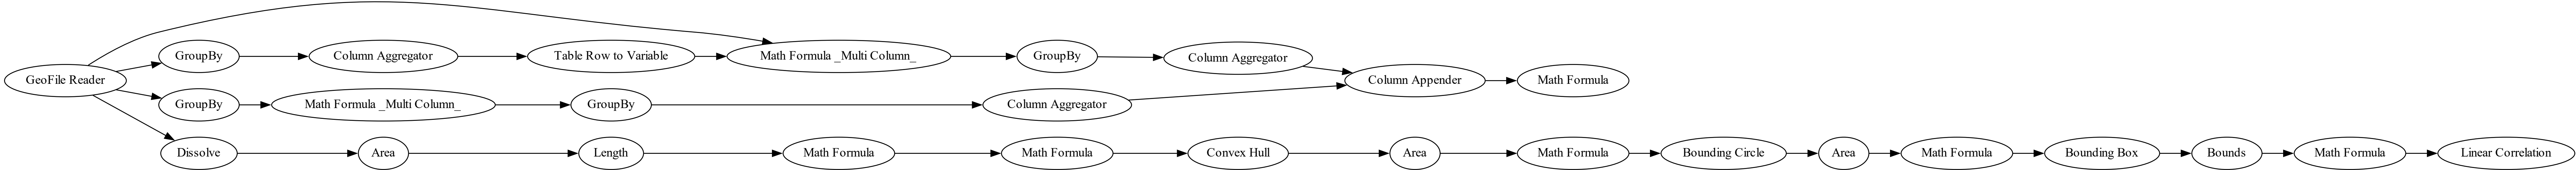 GeoFile Reader
GroupBy
Column Aggregator
Table Row to Variable
Math Formula _Multi Column_
GroupBy
Column Aggregator
Column Appender
Math Formula
GroupBy
Math Formula _Multi Column_
GroupBy
Column Aggregator
Dissolve
Area
Length
Math Formula
Math Formula
Convex Hull
Area
Math Formula
Bounding Circle
Area
Math Formula
Bounding Box
Bounds
Math Formula
Linear Correlation